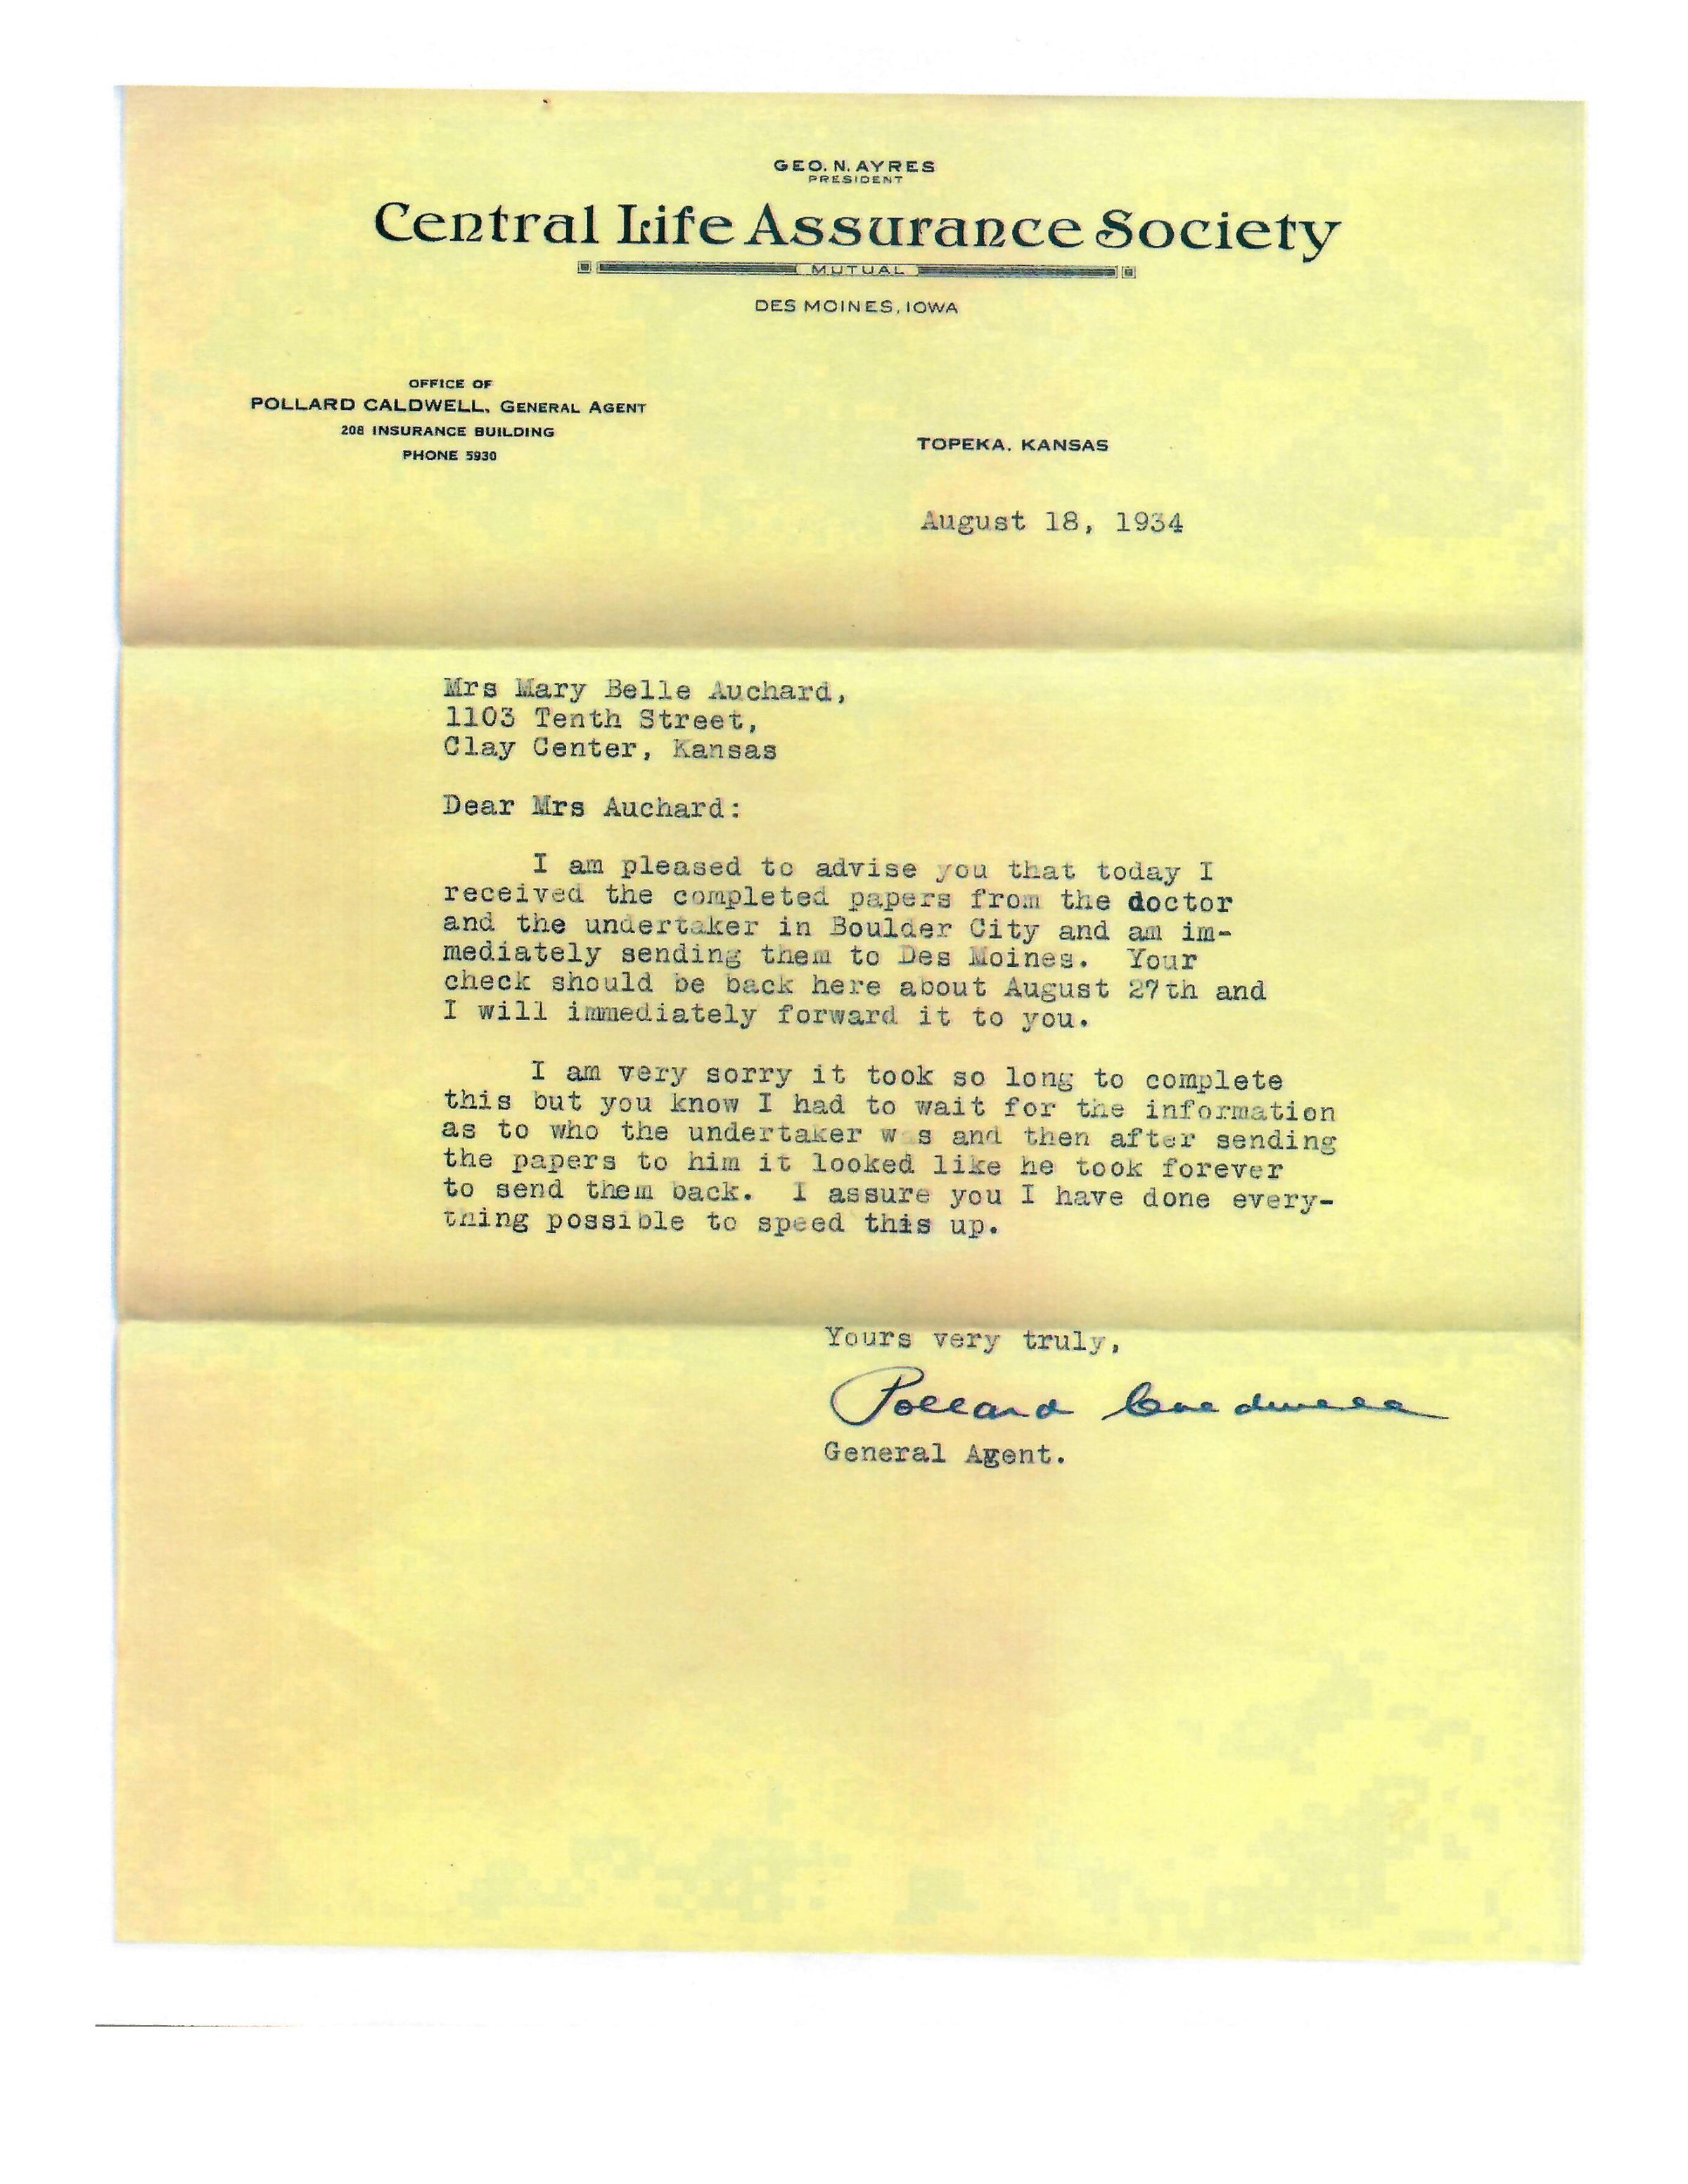 GEO. N. AYRES
PRESIDENT
Central Life Assurance Society
MUTUAL
DES MOINES, IOWA
OFFICE OF
POLLARD CALDWELL, GENERAL AGENT
208 INSURANCE BUILDING
PHONE 5930
TOPEKA, KANSAS
August 18, 1934
Mrs Mary Belle Auchard,
1103 Tenth Street,
Clay Center, Kansas
Dear Mrs Auchard:
I am pleased to advise you that today I
received the completed papers from the doctor
and the undertaker in Boulder City and am im-
mediately sending them to Des Moines. Your
check should be back here about August 27th and
I will immediately forward it to you.
I am very sorry it took so long to complete
this but you know I had to wait for the information
as to who the undertaker was and then after sending
the papers to him it looked like he took forever
to send them back. I assure you I have done every-
thing possible to speed this up.
Yours very truly,
Pollard Caldwell
General Agent.